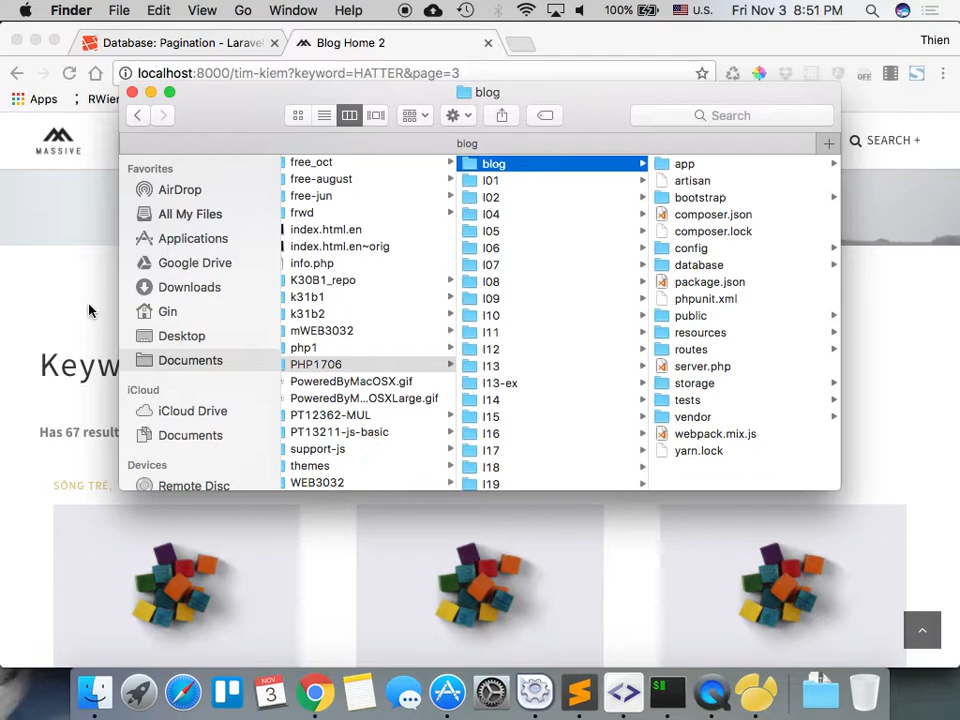 Finder File Edit View Go Window Help 100% U.S. Fri Nov 3 8:51 PM
Database: Pagination - Laravel Blog Home 2 Thien
localhost:8000/tim-kiem?keyword=HATTER&page=3
Apps RWier
blog
Search
blog
MASSIVE
SEARCH +
Favorites
AirDrop
All My Files
Applications
Google Drive
Downloads
Gin
Desktop
Documents
iCloud
iCloud Drive
Documents
Devices
Remote Disc
free_oct
free-august
free-jun
frwd
index.html.en
index.html.en~orig
info.php
K30B1_repo
k31b1
k31b2
mWEB3032
php1
PHP1706
PoweredByMacOSX.gif
PoweredByM...OSXLarge.gif
PT12362-MUL
PT13211-js-basic
support-js
themes
WEB3032
blog
l01
l02
l04
l05
l06
l07
l08
l09
l10
l11
l12
l13
l13-ex
l14
l15
l16
l17
l18
l19
app
artisan
bootstrap
composer.json
composer.lock
config
database
package.json
phpunit.xml
public
resources
routes
server.php
storage
tests
vendor
webpack.mix.js
yarn.lock
Keyw
Has 67 result
SỐNG TRẺ,
OFF
NOV
3